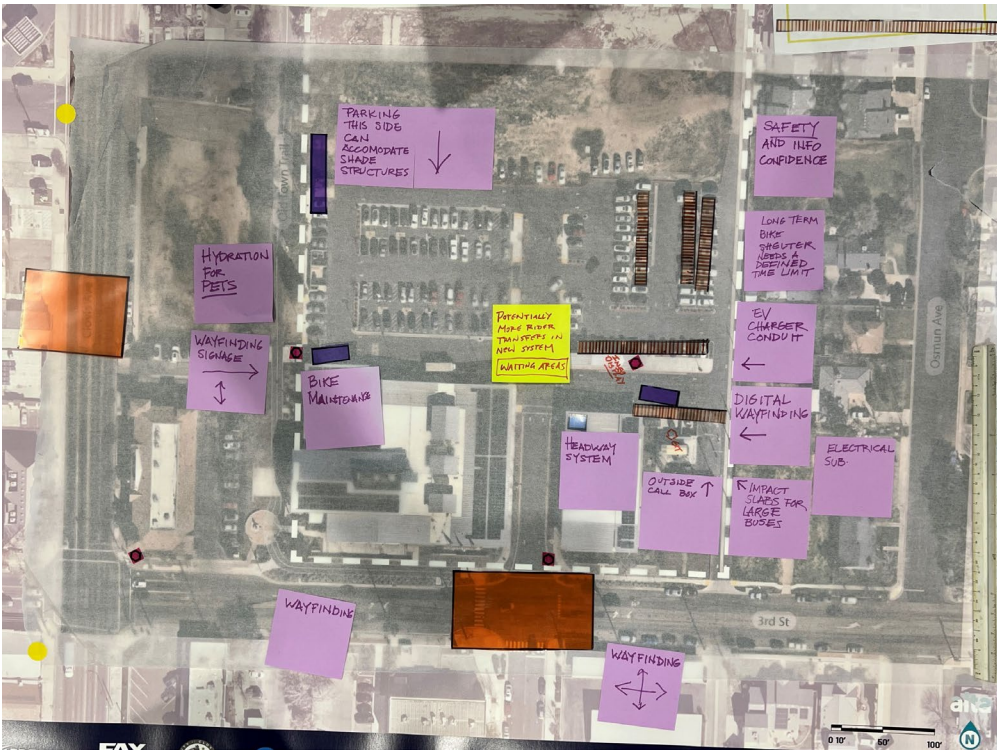 PARKING
THIS SIDE
CAN
ACCOMODATE
SHADE
STRUCTURES
SAFETY
AND INFO
CONFIDENCE
LONG TERM
BIKE
SHELTER
NEEDS A
DEFINED
TIME LIMIT
HYDRATION
FOR
PETS
WAYFINDING
SIGNAGE
BIKE
MAINTENANCE
POTENTIALLY
MORE RIDER
TRANSFERS IN
NEW SYSTEM
WAITING AREAS
EV
CHARGER
CONDUIT
DIGITAL
WAYFINDING
HEADWAY
SYSTEM
OUTSIDE
CALL BOX
IMPACT
SLABS FOR
LARGE
BUSES
ELECTRICAL
SUB.
WAYFINDING
WAYFINDING
3rd St
Ownun Ave
0 10' 50' 100'
N